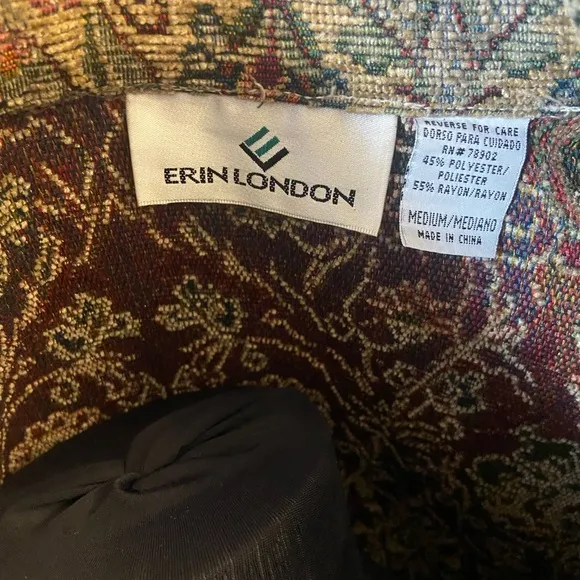 ERIN LONDON
REVERSE FOR CARE
DORSO PARA CUIDADO
RN# 78902
45% POLYESTER/
POLIESTER
55% RAYON/RAYON
MEDIUM/MEDIANO
MADE IN CHINA